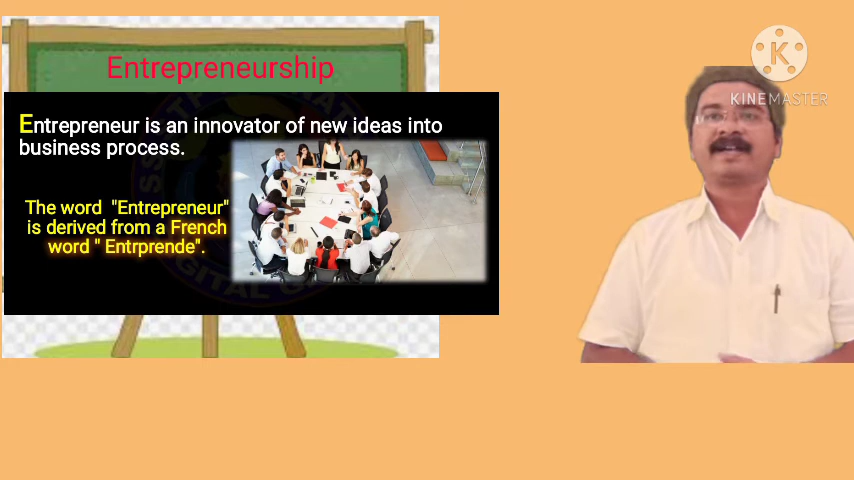 Entrepreneurship
Entrepreneur is an innovator of new ideas into
business process.
The word "Entrepreneur"
is derived from a French
word " Entrprende".
K
KINEMASTER